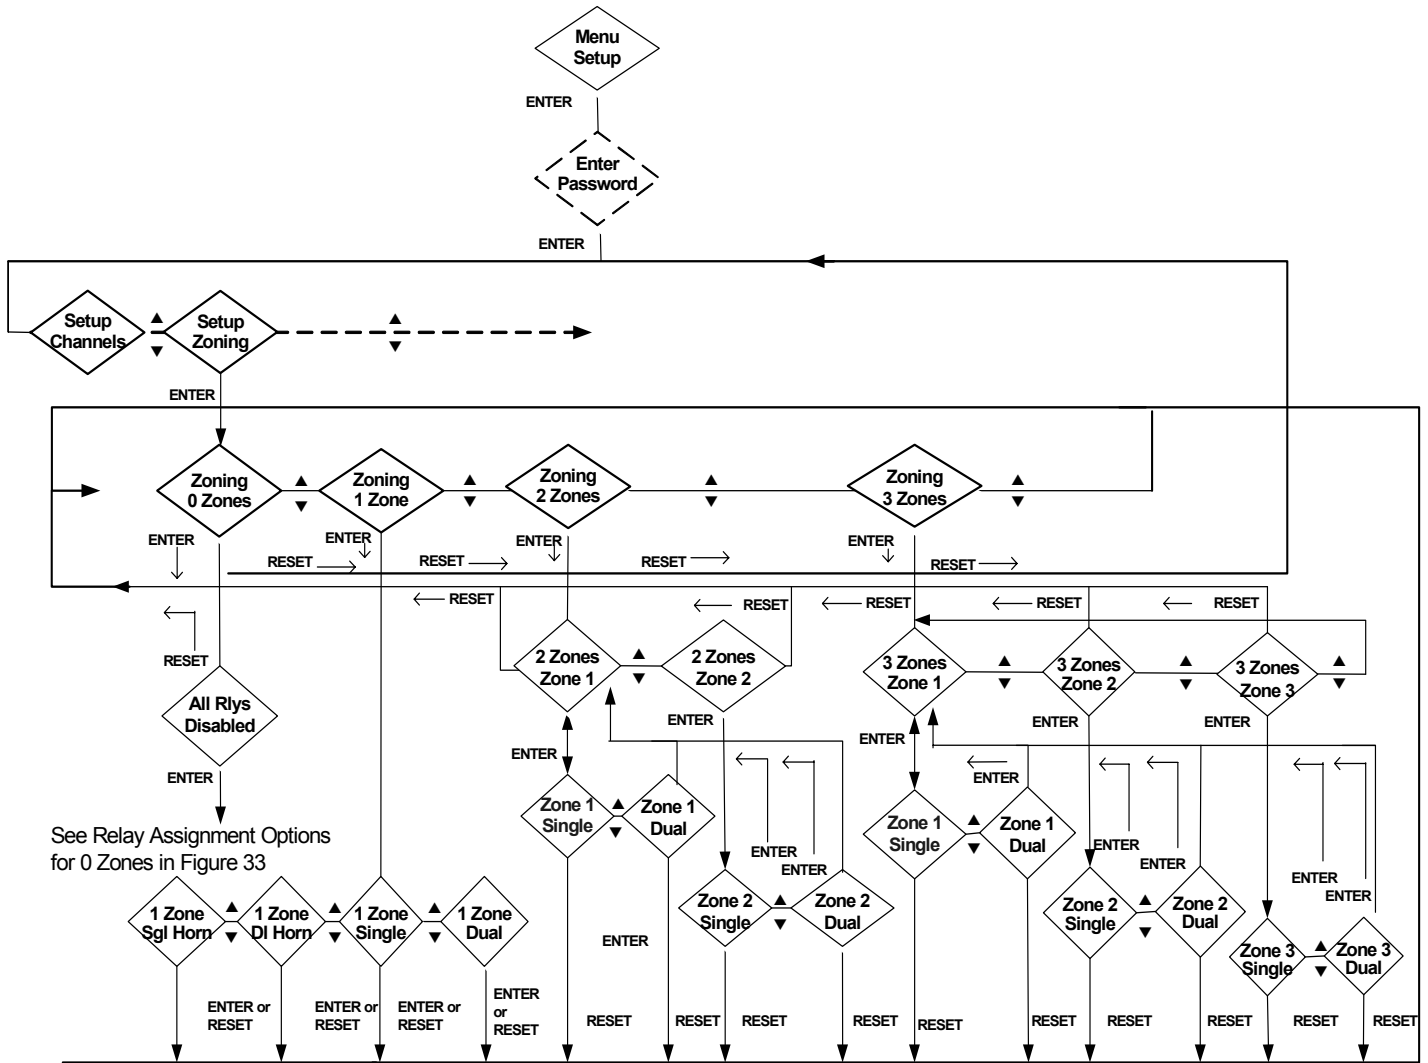 Menu
Setup
ENTER
Enter
Password
ENTER
Setup
Channels
▲
▼
Setup
Zoning
▲
▼
ENTER
Zoning
0 Zones
▲
▼
Zoning
1 Zone
▲
▼
Zoning
2 Zones
▲
▼
Zoning
3 Zones
▲
▼
ENTER
ENTER
ENTER
ENTER
RESET
RESET
RESET
RESET
RESET
RESET
RESET
RESET
RESET
RESET
2 Zones
Zone 1
▲
▼
2 Zones
Zone 2
3 Zones
Zone 1
▲
▼
3 Zones
Zone 2
▲
▼
3 Zones
Zone 3
▲
▼
All Rlys
Disabled
ENTER
ENTER
ENTER
ENTER
ENTER
ENTER
ENTER
See Relay Assignment Options
for 0 Zones in Figure 33
Zone 1
Single
▲
▼
Zone 1
Dual
Zone 1
Single
▲
▼
Zone 1
Dual
ENTER
ENTER
ENTER
ENTER
ENTER
ENTER
ENTER
1 Zone
Sgl Horn
▲
▼
1 Zone
Dl Horn
▲
▼
1 Zone
Single
▲
▼
1 Zone
Dual
Zone 2
Single
▲
▼
Zone 2
Dual
Zone 2
Single
▲
▼
Zone 2
Dual
Zone 3
Single
▲
▼
Zone 3
Dual
ENTER
ENTER or
RESET
ENTER or
RESET
ENTER or
RESET
ENTER
or
RESET
RESET
RESET
RESET
RESET
RESET
RESET
RESET
RESET
RESET
RESET